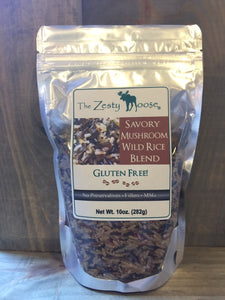 The Zesty Moose
SAVORY
MUSHROOM
WILD RICE
BLEND
GLUTEN FREE!
No Preservatives • Fillers • MSG
Net Wt. 10oz. (282g)